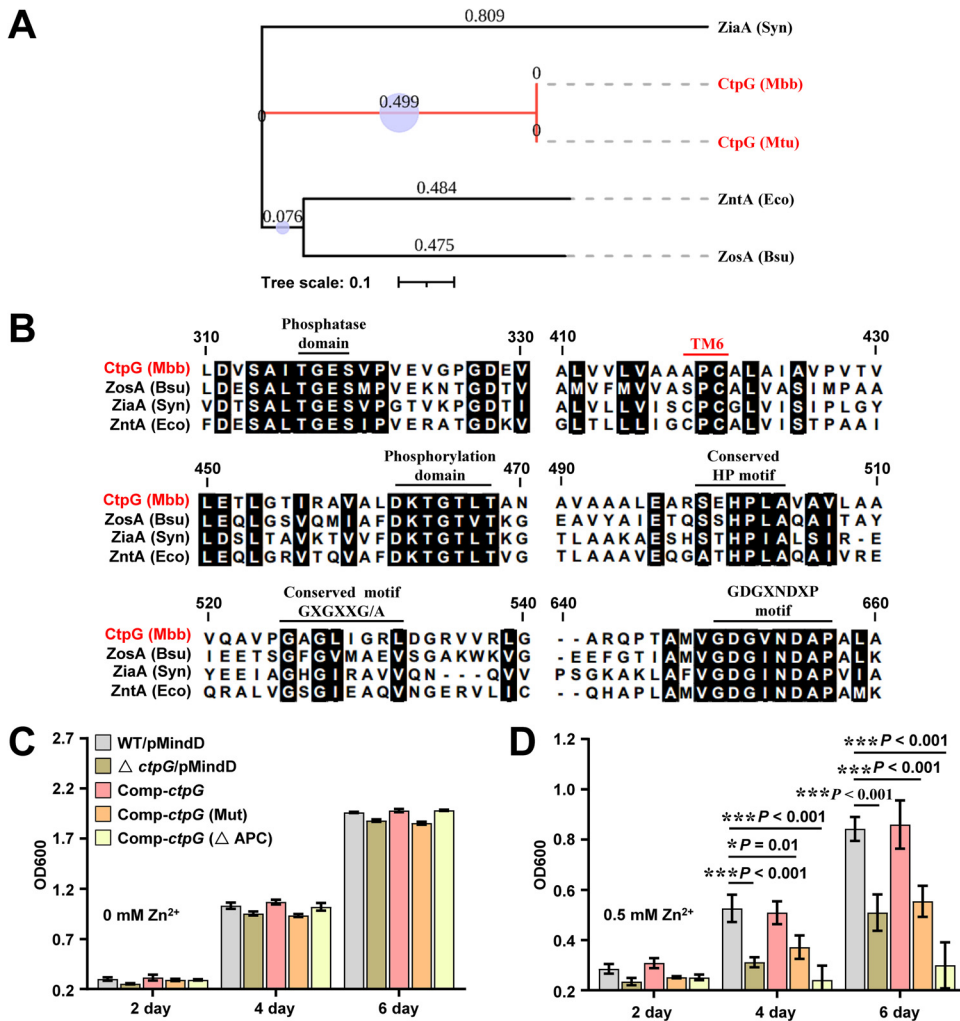 A
0.809
ZiaA (Syn)
0
CtpG (Mbb)
0.499
0
0
CtpG (Mtu)
0.484
ZntA (Eco)
0.076
0.475
ZosA (Bsu)
Tree scale: 0.1
B
310 Phosphatase domain 330 410 TM6 430
CtpG (Mbb) L D V S A I T G E S V P V E V G P G D E V A L V V L V A A A P C A L A I A V P V T V
ZosA (Bsu) L D E S A L T G E S M P V E K N T G D T V A M V F M V V A S P C A L V A S I M P A A
ZiaA (Syn) V D T S A L T G E S V P G T V K P G D T I A L V L L V I S C P C G L V I S I P L G Y
ZntA (Eco) F D E S A L T G E S I P V E R A T G D K V G L T L L L I G C P C A L V I S T P A A I
450 Phosphorylation domain 470 490 Conserved HP motif 510
CtpG (Mbb) L E T L G T I R A V A L D K T G T L T A N A V A A A L E A R S E H P L A V A V L A A
ZosA (Bsu) L E Q L G S V Q M I A F D K T G T V T K G E A V Y A I E T Q S S H P L A Q A I T A Y
ZiaA (Syn) L D S L T A V K T V V F D K T G T L T K G T L A A K A E S H S T H P I A L S I R - E
ZntA (Eco) L E Q L G R V T Q V A F D K T G T L T V G T L A A A V E Q G A T H P L A Q A I V R E
520 Conserved motif GXGXXG/A 540 640 GDGXNDXP motif 660
CtpG (Mbb) V Q A V P G A G L I G R L D G R V V R L G - - A R Q P T A M V G D G V N D A P A L A
ZosA (Bsu) I E E T S G F G V M A E V S G A K W K V G - - E E F G T I A M V G D G I N D A P A L K
ZiaA (Syn) Y E E I A G H G I R A V V Q N - - - Q V V P S G K A K L A F V G D G I N D A P V I A
ZntA (Eco) Q R A L V G S G I E A Q V N G E R V L I C - - Q H A P L A M V G D G I N D A P A M K
C
OD600
2.7
2.2
1.7
1.2
0.7
0.2
WT/pMindD
△ ctpG/pMindD
Comp-ctpG
Comp-ctpG (Mut)
Comp-ctpG (△ APC)
0 mM Zn2+
2 day 4 day 6 day
D
OD600
1.2
1.0
0.8
0.6
0.4
0.2
***P < 0.001
***P < 0.001
***P < 0.001
***P < 0.001
*P = 0.01
***P < 0.001
0.5 mM Zn2+
2 day 4 day 6 day